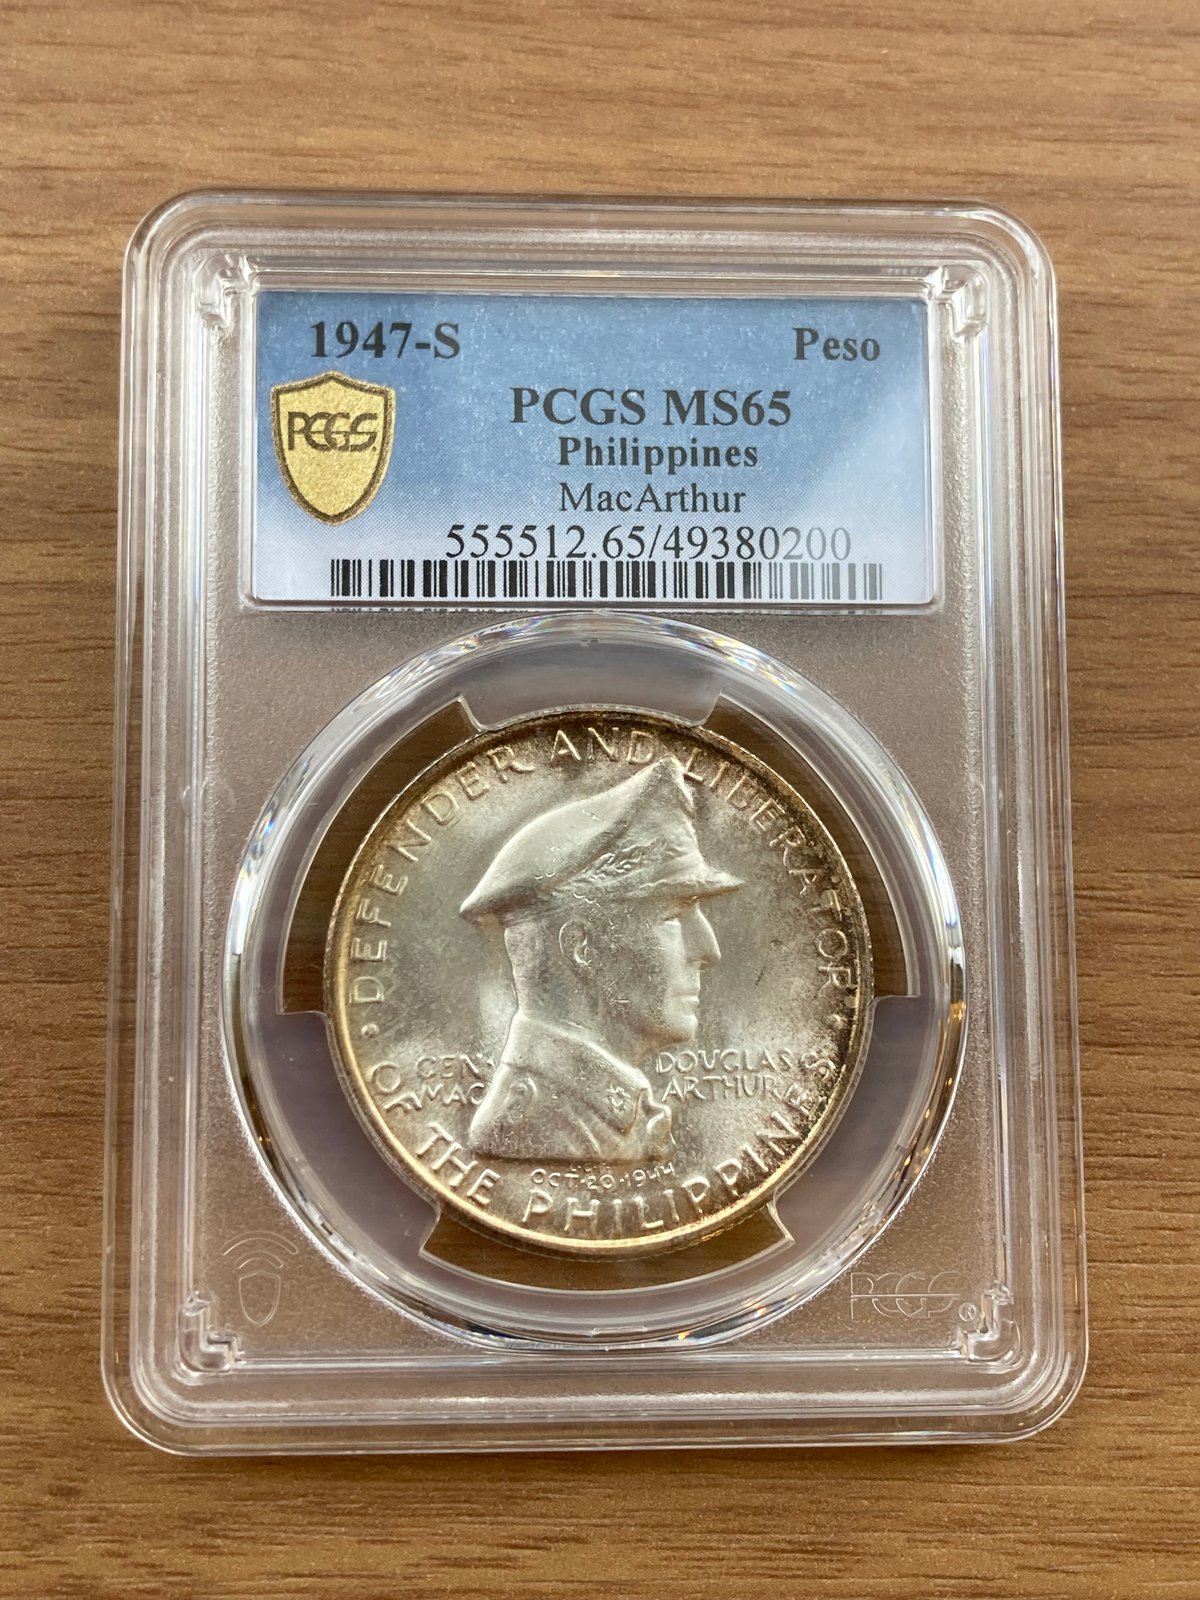 1947-S Peso
PCGS
PCGS MS65
Philippines
MacArthur
555512.65/49380200
DEFENDER AND LIBERATOR
GEN· DOUGLAS
MAC ARTHUR
OCT·20·1944
· OF THE PHILIPPINES ·
PCGS®